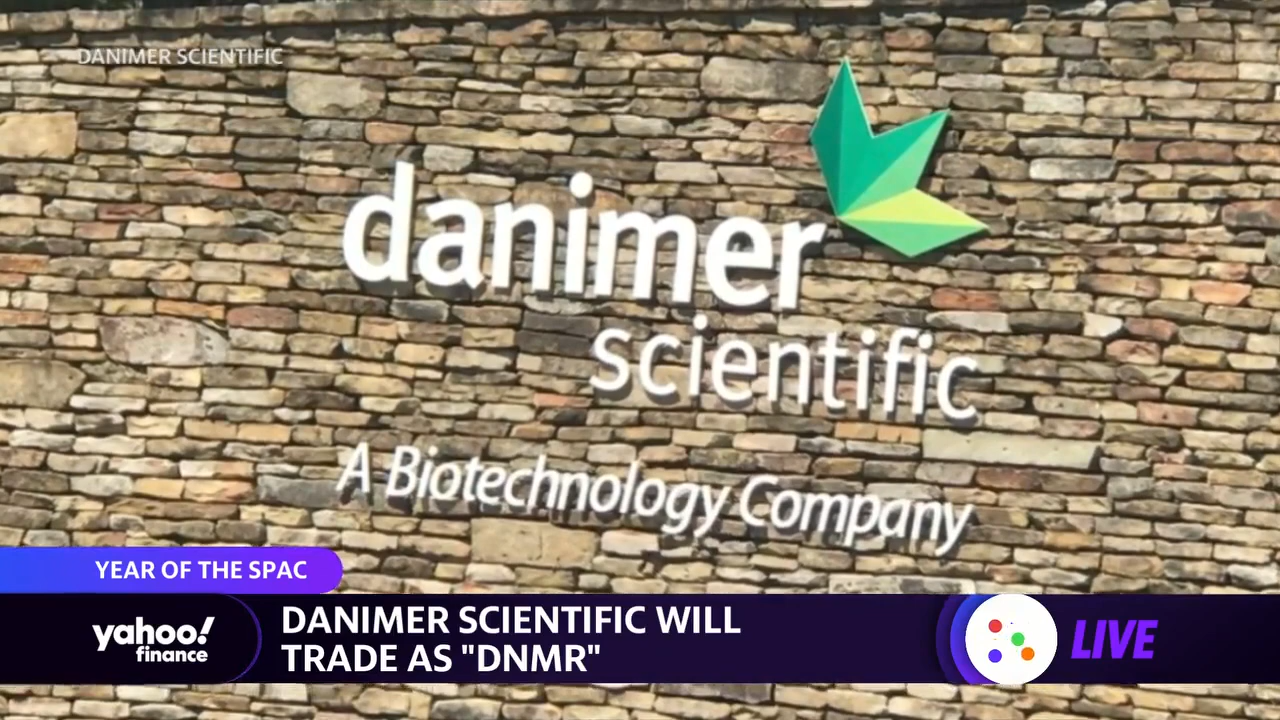 DANIMER SCIENTIFIC
danimer
scientific
A Biotechnology Company
YEAR OF THE SPAC
yahoo!
finance
DANIMER SCIENTIFIC WILL
TRADE AS "DNMR"
LIVE